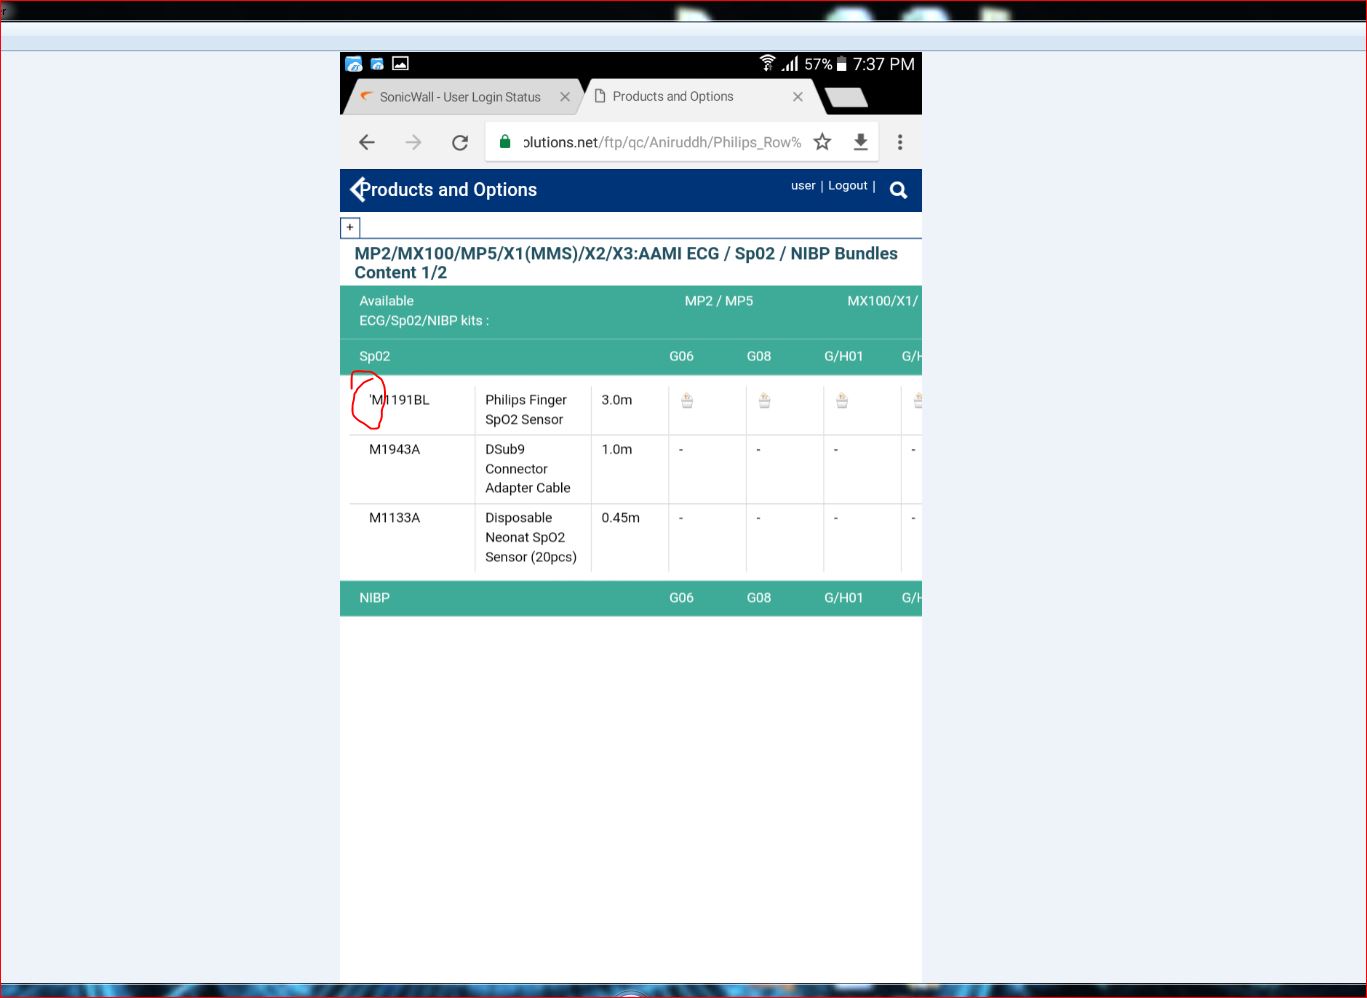 r
57% 7:37 PM
SonicWall - User Login Status
Products and Options
olutions.net/ftp/qc/Aniruddh/Philips_Row%
Products and Options
user | Logout |
+
MP2/MX100/MP5/X1(MMS)/X2/X3:AAMI ECG / Sp02 / NIBP Bundles
Content 1/2
Available MP2 / MP5 MX100/X1/
ECG/Sp02/NIBP kits :
Sp02 G06 G08 G/H01 G/H
'M1191BL Philips Finger 3.0m
SpO2 Sensor
M1943A DSub9 1.0m - - - -
Connector
Adapter Cable
M1133A Disposable 0.45m - - - -
Neonat SpO2
Sensor (20pcs)
NIBP G06 G08 G/H01 G/H